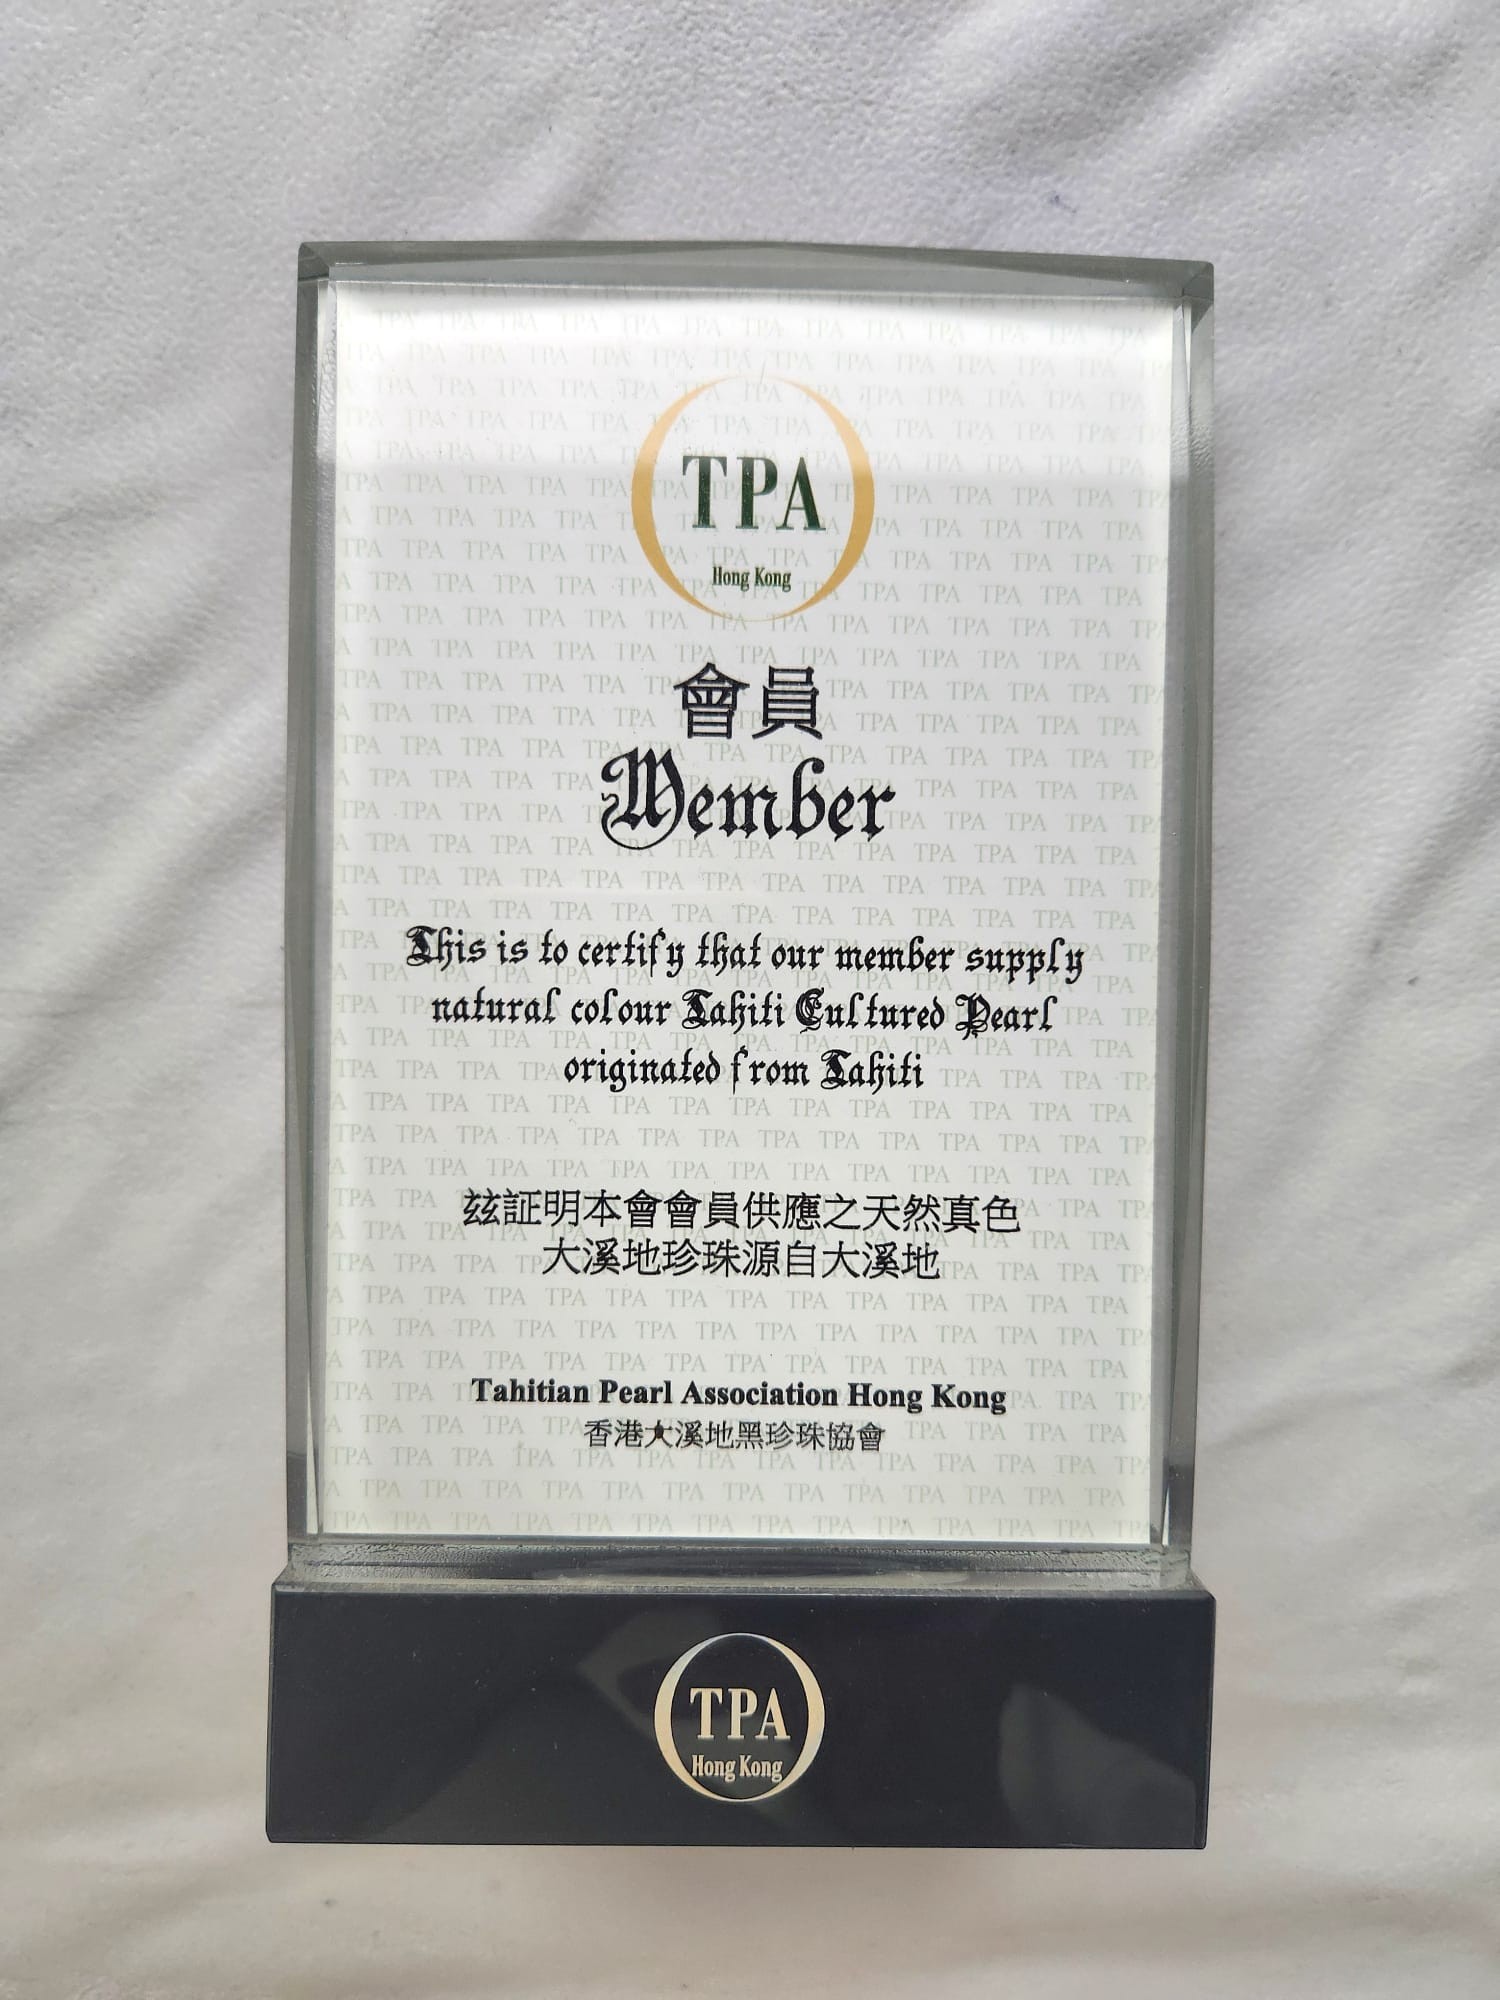 TPA
Hong Kong
會員
Member
This is to certify that our member supply
natural colour Tahiti Cultured Pearl
originated from Tahiti
玆証明本會會員供應之天然真色
大溪地珍珠源自大溪地
Tahitian Pearl Association Hong Kong
香港大溪地黑珍珠協會
TPA
Hong Kong